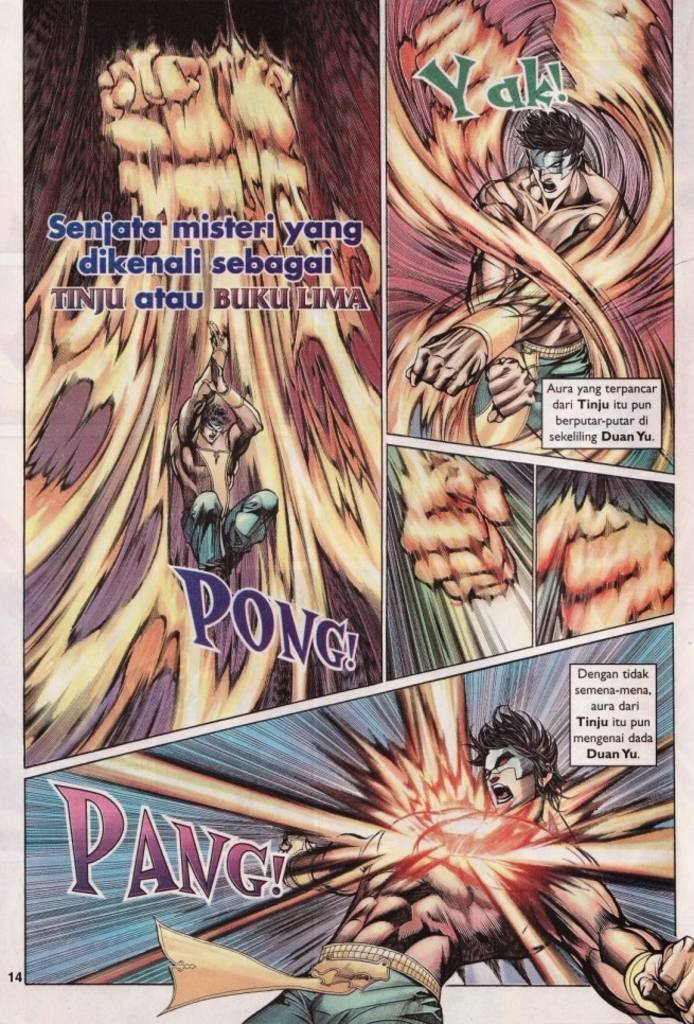 Senjata misteri yang
dikenali sebagai
TINJU atau BUKU LIMA
PONG!
Yak!
Aura yang terpancar
dari Tinju itu pun
berputar-putar di
sekeliling Duan Yu.
Dengan tidak
semena-mena,
aura dari
Tinju itu pun
mengenai dada
Duan Yu.
PANG!
14